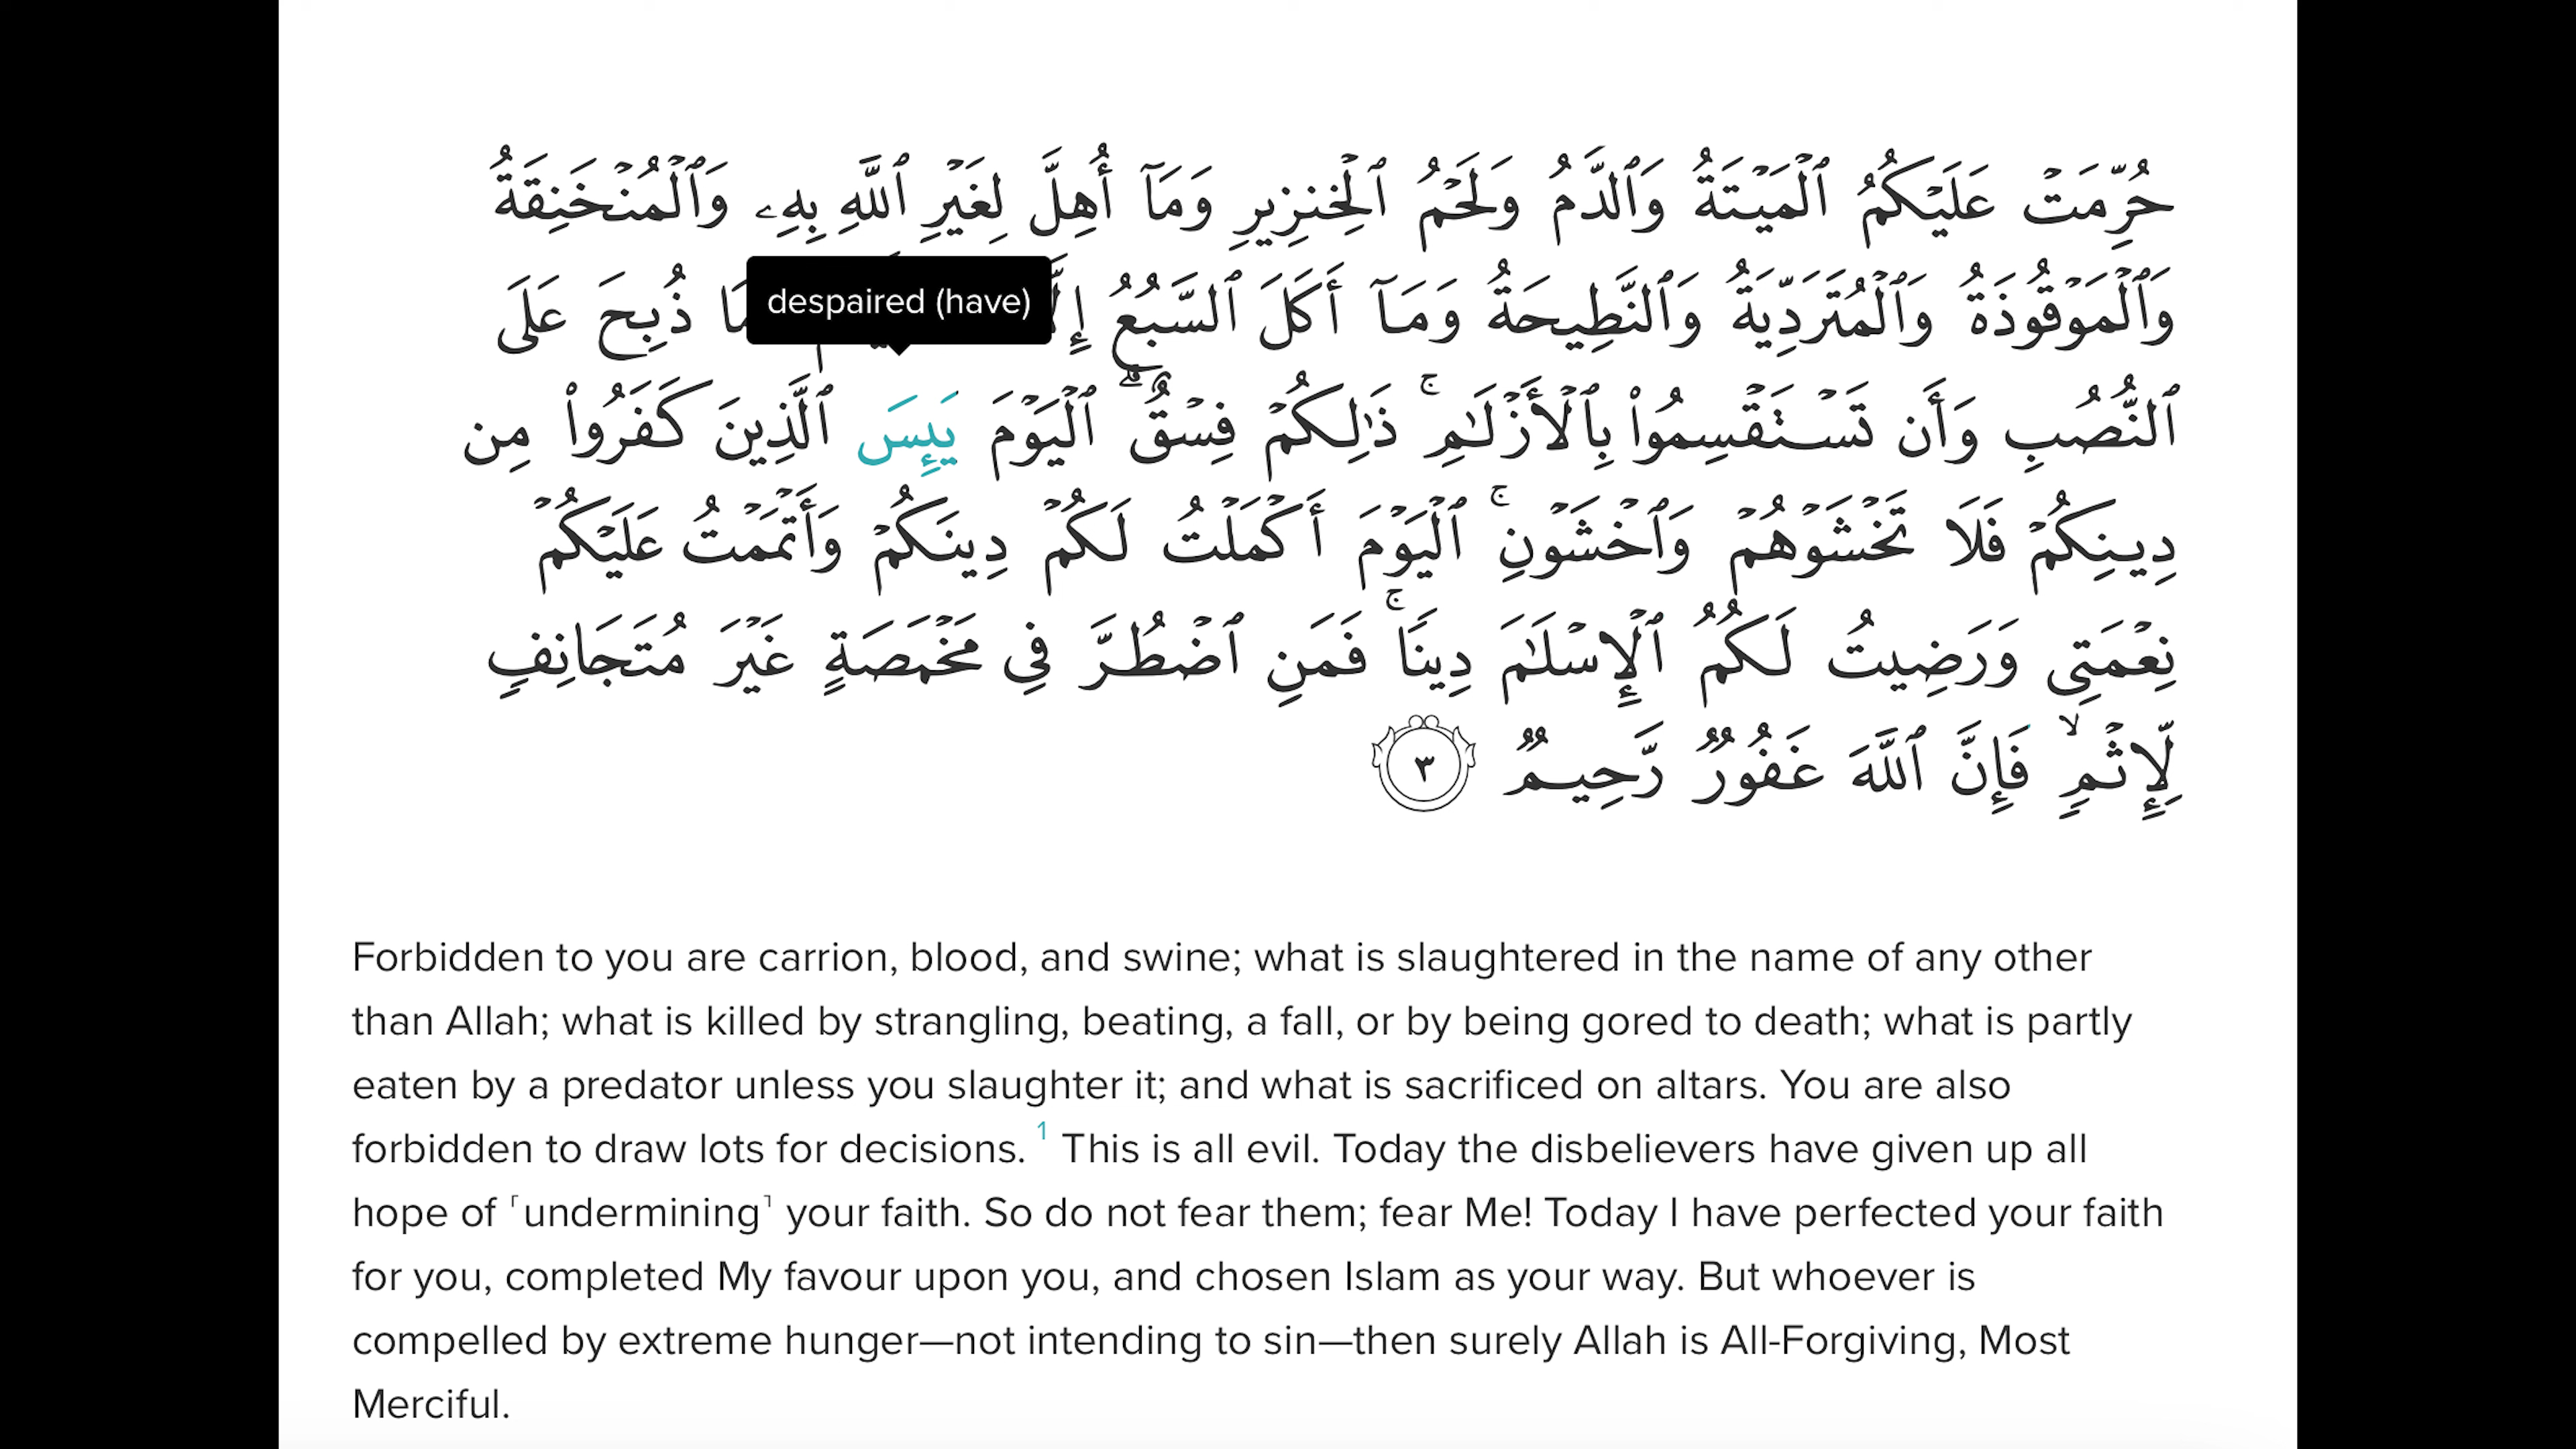 حُرِّمَتْ عَلَيْكُمُ ٱلْمَيْتَةُ وَٱلدَّمُ وَلَحْمُ ٱلْخِنزِيرِ وَمَآ أُهِلَّ لِغَيْرِ ٱللَّهِ بِهِۦ وَٱلْمُنْخَنِقَةُ
despaired (have)
وَٱلْمَوْقُوذَةُ وَٱلْمُتَرَدِّيَةُ وَٱلنَّطِيحَةُ وَمَآ أَكَلَ ٱلسَّبُعُ ذُبِحَ عَلَى
ٱلنُّصُبِ وَأَن تَسْتَقْسِمُوا۟ بِٱلْأَزْلَـٰمِ ۚ ذَٰلِكُمْ فِسْقٌ ۗ ٱلْيَوْمَ يَئِسَ ٱلَّذِينَ كَفَرُوا۟ مِن
دِينِكُمْ فَلَا تَخْشَوْهُمْ وَٱخْشَوْنِ ۚ ٱلْيَوْمَ أَكْمَلْتُ لَكُمْ دِينَكُمْ وَأَتْمَمْتُ عَلَيْكُمْ
نِعْمَتِى وَرَضِيتُ لَكُمُ ٱلْإِسْلَـٰمَ دِينًا ۚ فَمَنِ ٱضْطُرَّ فِى مَخْمَصَةٍ غَيْرَ مُتَجَانِفٍ
لِّإِثْمٍ ۙ فَإِنَّ ٱللَّهَ غَفُورٌ رَّحِيمٌ ٣
Forbidden to you are carrion, blood, and swine; what is slaughtered in the name of any other
than Allah; what is killed by strangling, beating, a fall, or by being gored to death; what is partly
eaten by a predator unless you slaughter it; and what is sacrificed on altars. You are also
forbidden to draw lots for decisions. 1 This is all evil. Today the disbelievers have given up all
hope of ˹undermining˺ your faith. So do not fear them; fear Me! Today I have perfected your faith
for you, completed My favour upon you, and chosen Islam as your way. But whoever is
compelled by extreme hunger—not intending to sin—then surely Allah is All-Forgiving, Most
Merciful.